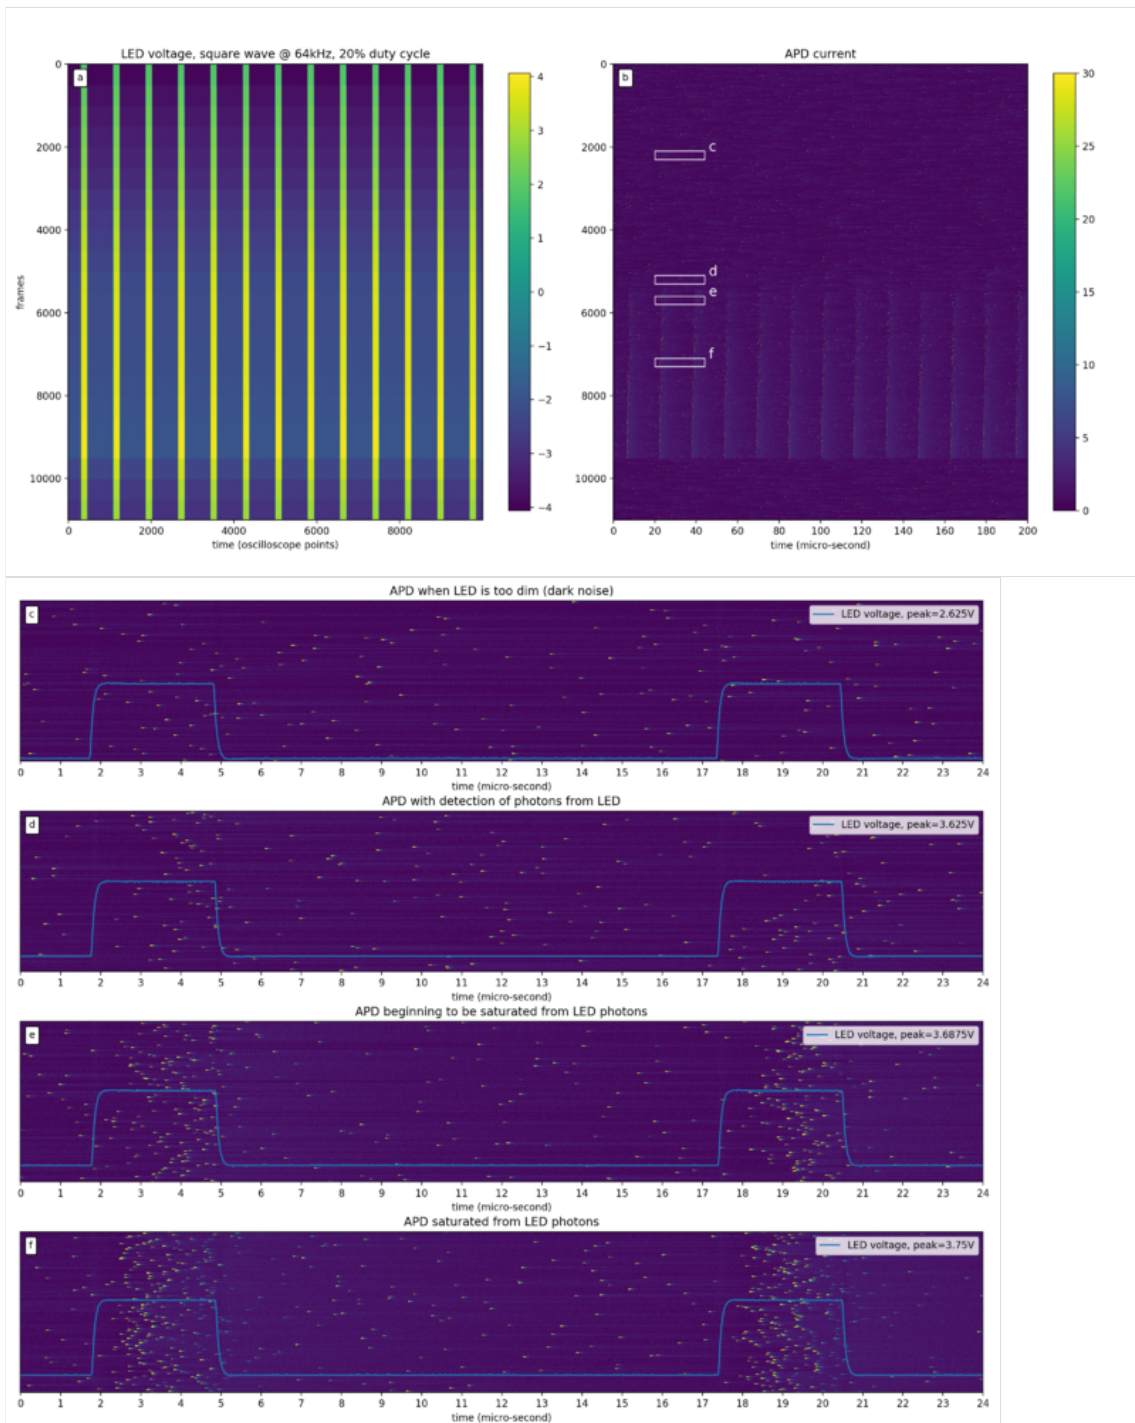 LED voltage, square wave @ 64kHz, 20% duty cycle
a
0
2000
4000
6000
8000
10000
frames
0 2000 4000 6000 8000
time (oscilloscope points)
4
3
2
1
0
−1
−2
−3
−4
APD current
b
c
d
e
f
0
2000
4000
6000
8000
10000
0 20 40 60 80 100 120 140 160 180 200
time (micro-second)
30
25
20
15
10
5
0
APD when LED is too dim (dark noise)
c
LED voltage, peak=2.625V
0 1 2 3 4 5 6 7 8 9 10 11 12 13 14 15 16 17 18 19 20 21 22 23 24
time (micro-second)
APD with detection of photons from LED
d
LED voltage, peak=3.625V
0 1 2 3 4 5 6 7 8 9 10 11 12 13 14 15 16 17 18 19 20 21 22 23 24
time (micro-second)
APD beginning to be saturated from LED photons
e
LED voltage, peak=3.6875V
0 1 2 3 4 5 6 7 8 9 10 11 12 13 14 15 16 17 18 19 20 21 22 23 24
time (micro-second)
APD saturated from LED photons
f
LED voltage, peak=3.75V
0 1 2 3 4 5 6 7 8 9 10 11 12 13 14 15 16 17 18 19 20 21 22 23 24
time (micro-second)